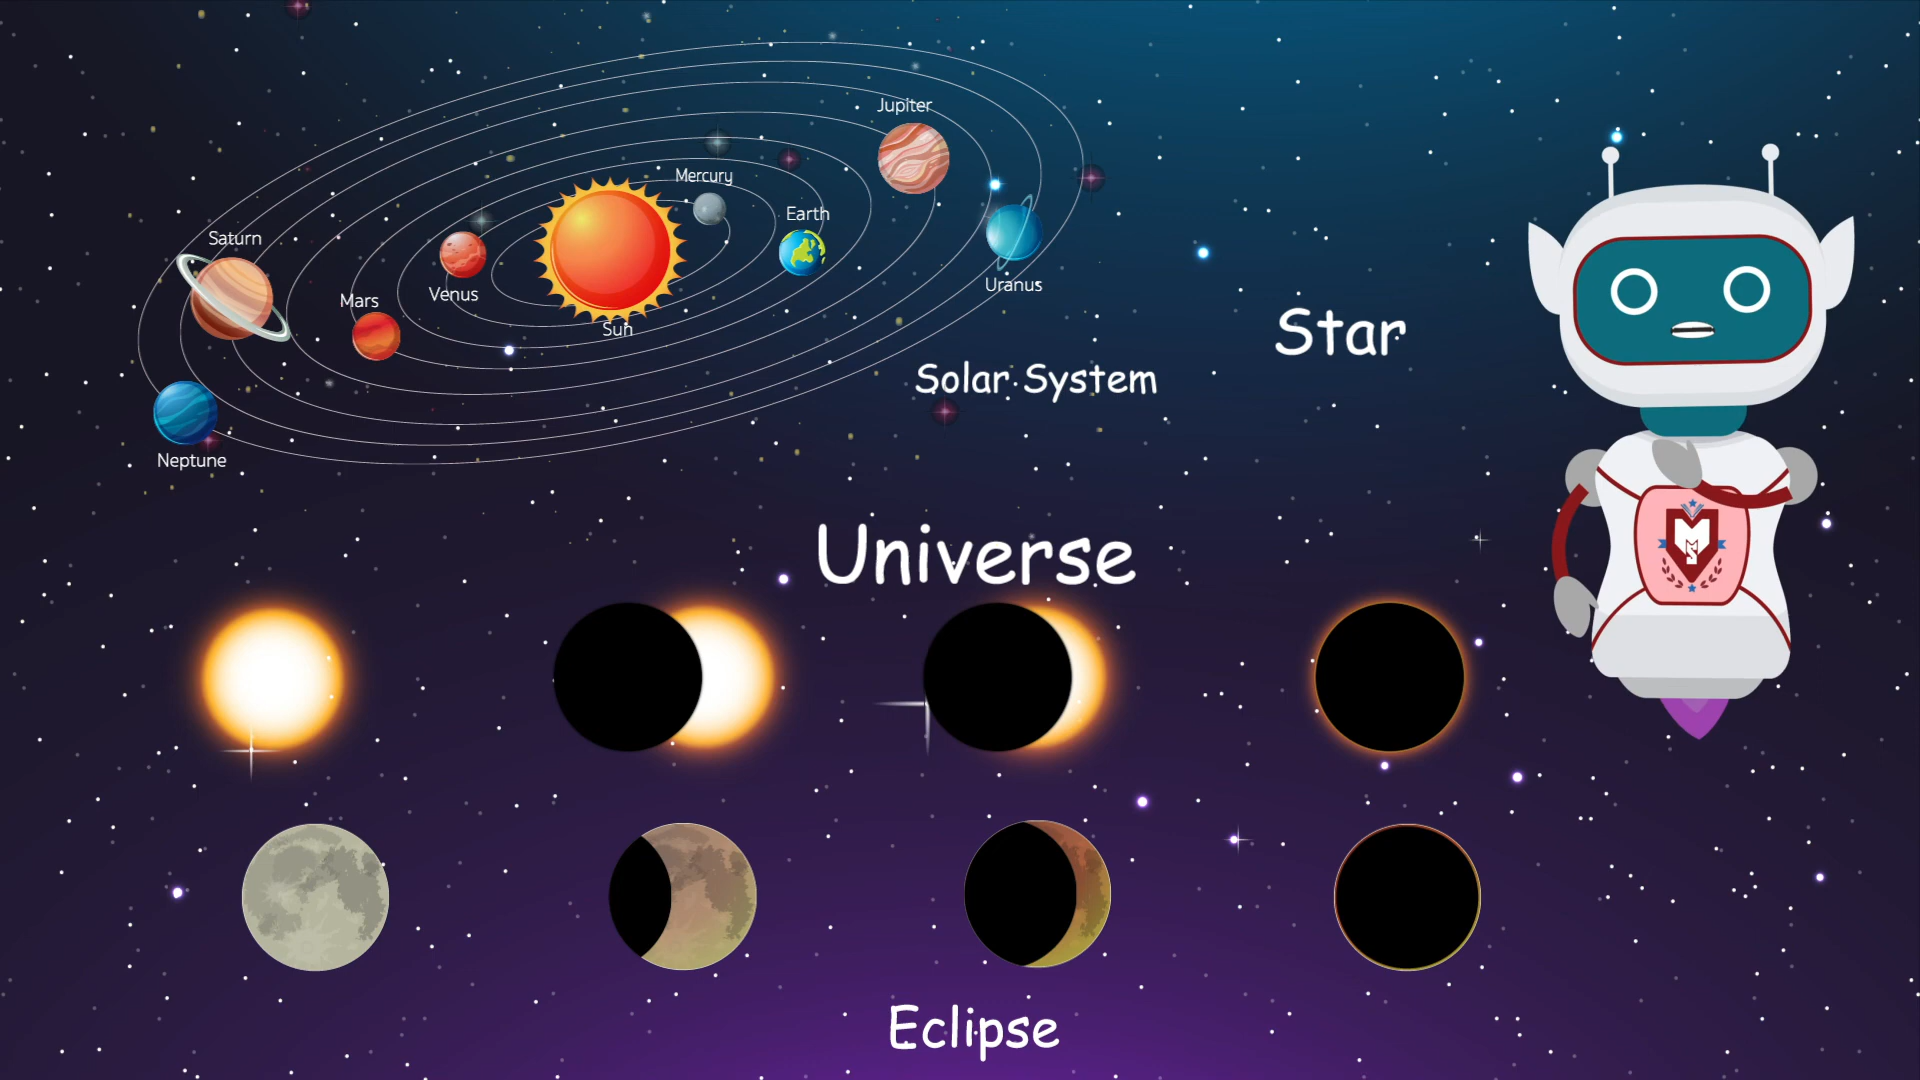 Jupiter
Mercury
Earth
Saturn
Uranus
Venus
Mars
Sun
Star
Solar System
Neptune
Universe
M
S
Eclipse